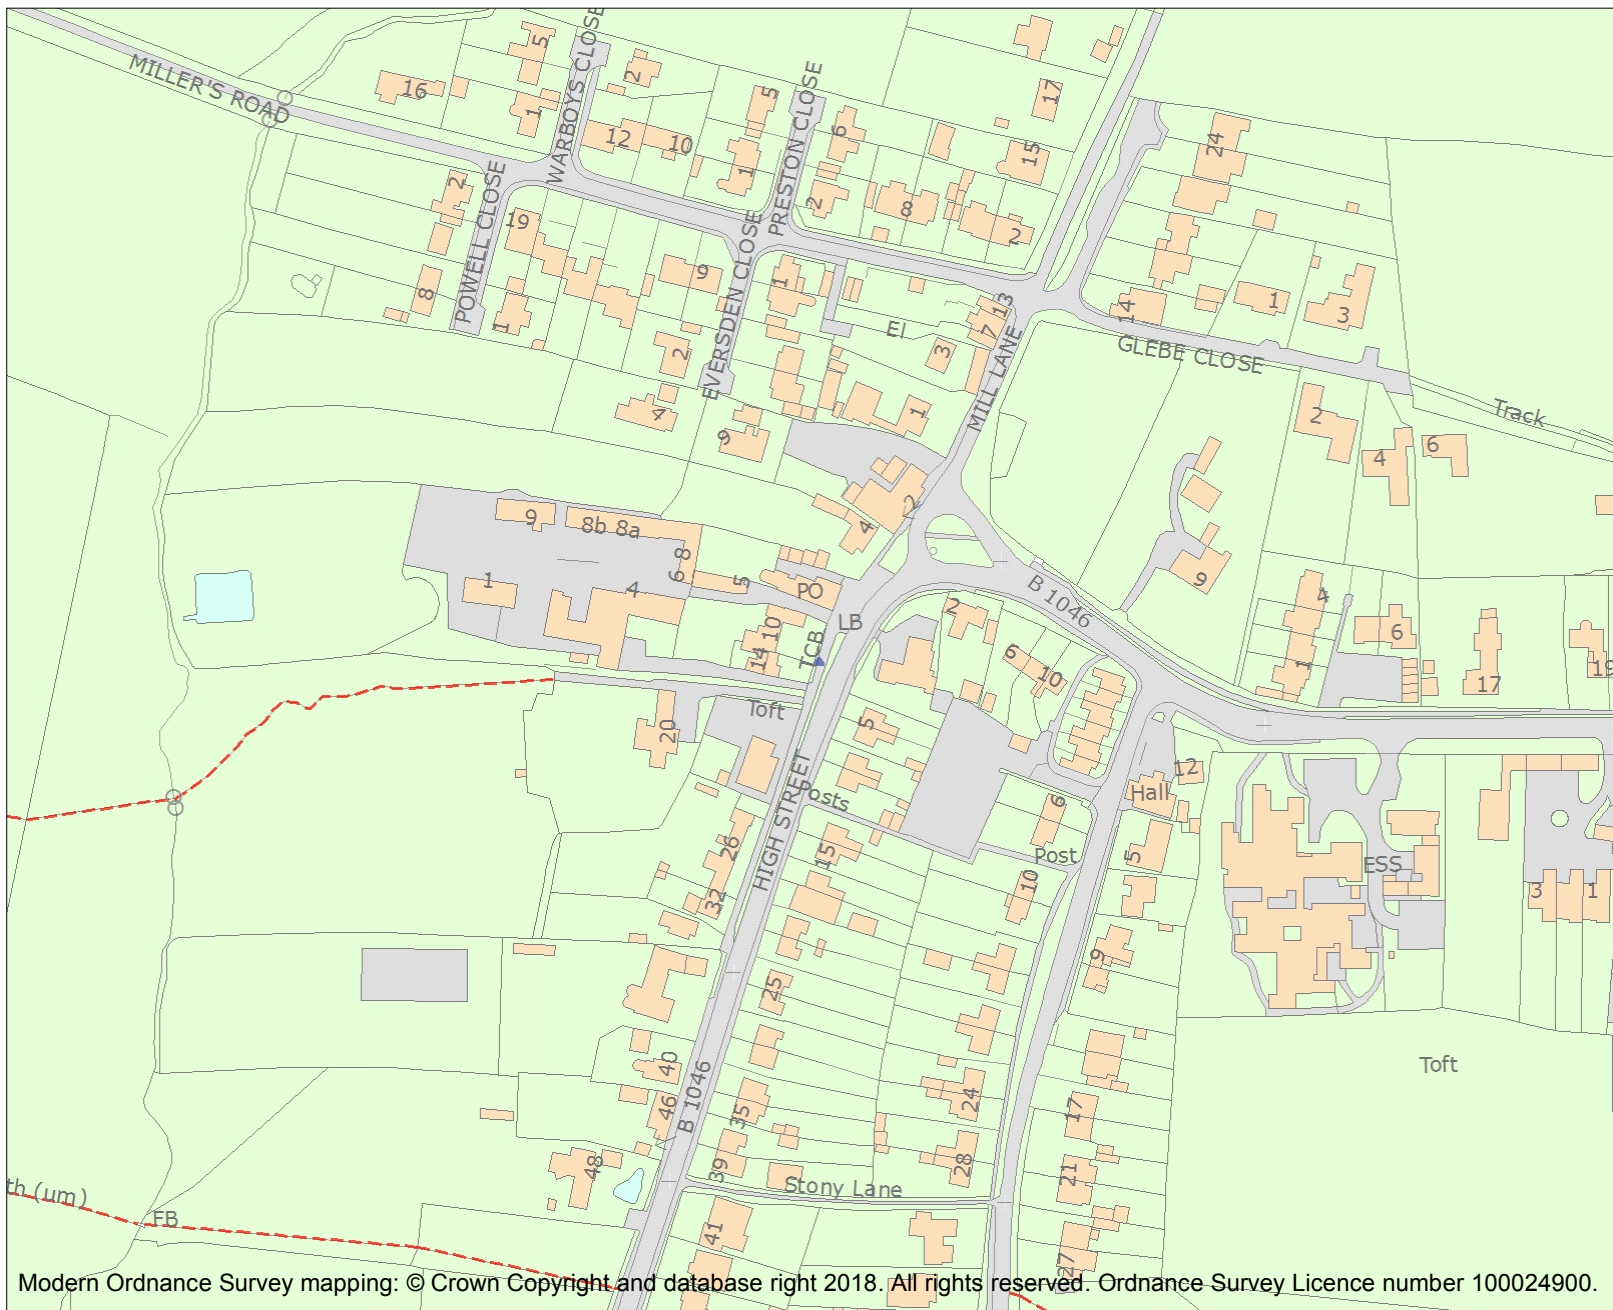 5
2
16
MILLER'S ROAD
1
WARBOYS CLOSE
12
10
5
PRESTON CLOSE
6
1
2
8
2
17
15
24
2
POWELL CLOSE
19
8
1
9
EVERSDEN CLOSE
1
2
4
9
El
3
7
13
MILL LANE
1
14
1
3
GLEBE CLOSE
Track
2
4
6
2
4
9
8b 8a
8
6
5
1
4
PO
LB
TCB
10
14
B 1046
9
2
6
10
4
6
1
17
19
Toft
20
5
HIGH STREET
Posts
26
32
15
6
Hall
12
Post
5
10
9
ESS
3
1
25
40
B 1046
46
35
39
48
24
28
17
21
27
Toft
Stony Lane
41
th (um)
FB
Modern Ordnance Survey mapping: © Crown Copyright and database right 2018. All rights reserved. Ordnance Survey Licence number 100024900.